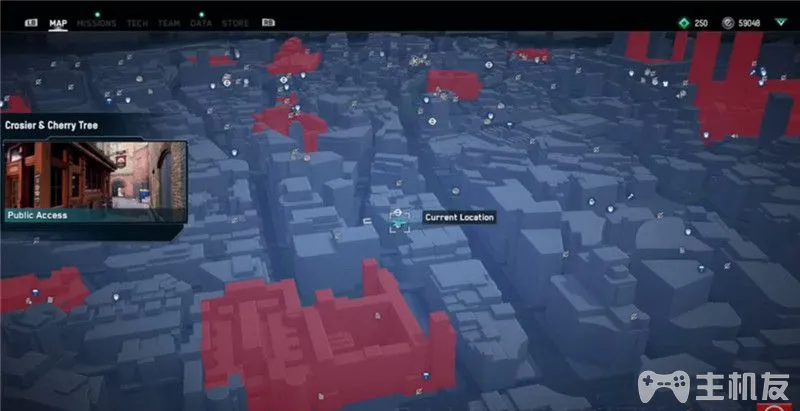 LB MAP MISSIONS TECH TEAM DATA STORE RB
250 59048
Crosier & Cherry Tree
Public Access
Current Location
主机友